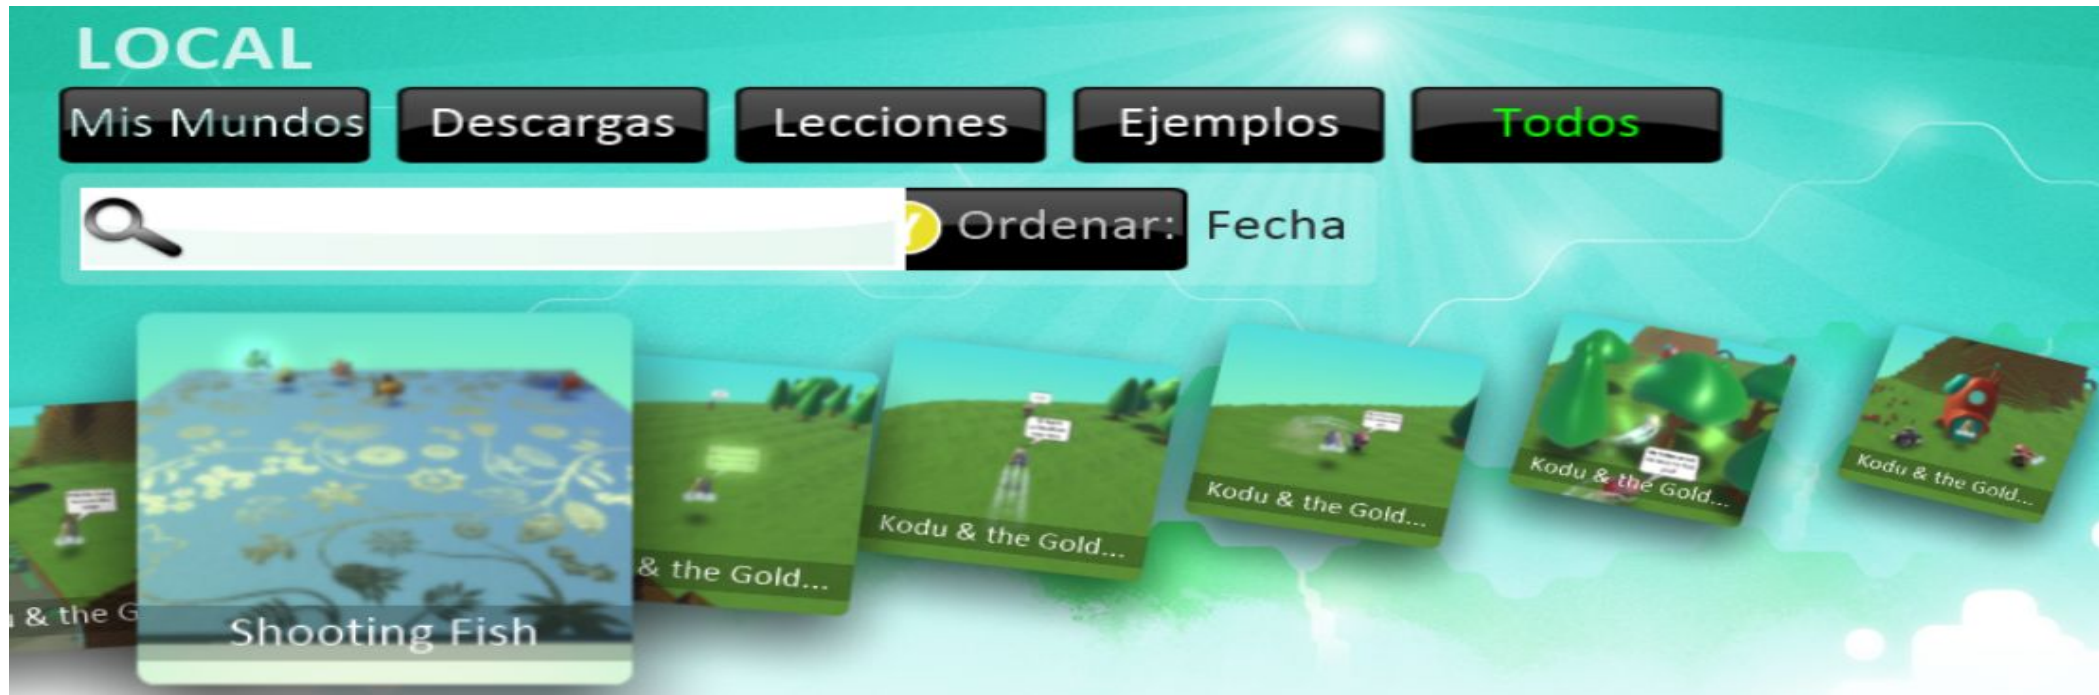 LOCAL
Mis Mundos
Descargas
Lecciones
Ejemplos
Todos
Y Ordenar: Fecha
& the G
Shooting Fish
& the Gold...
Kodu & the Gold...
Kodu & the Gold...
Kodu & the Gold...
Kodu & the Gold...